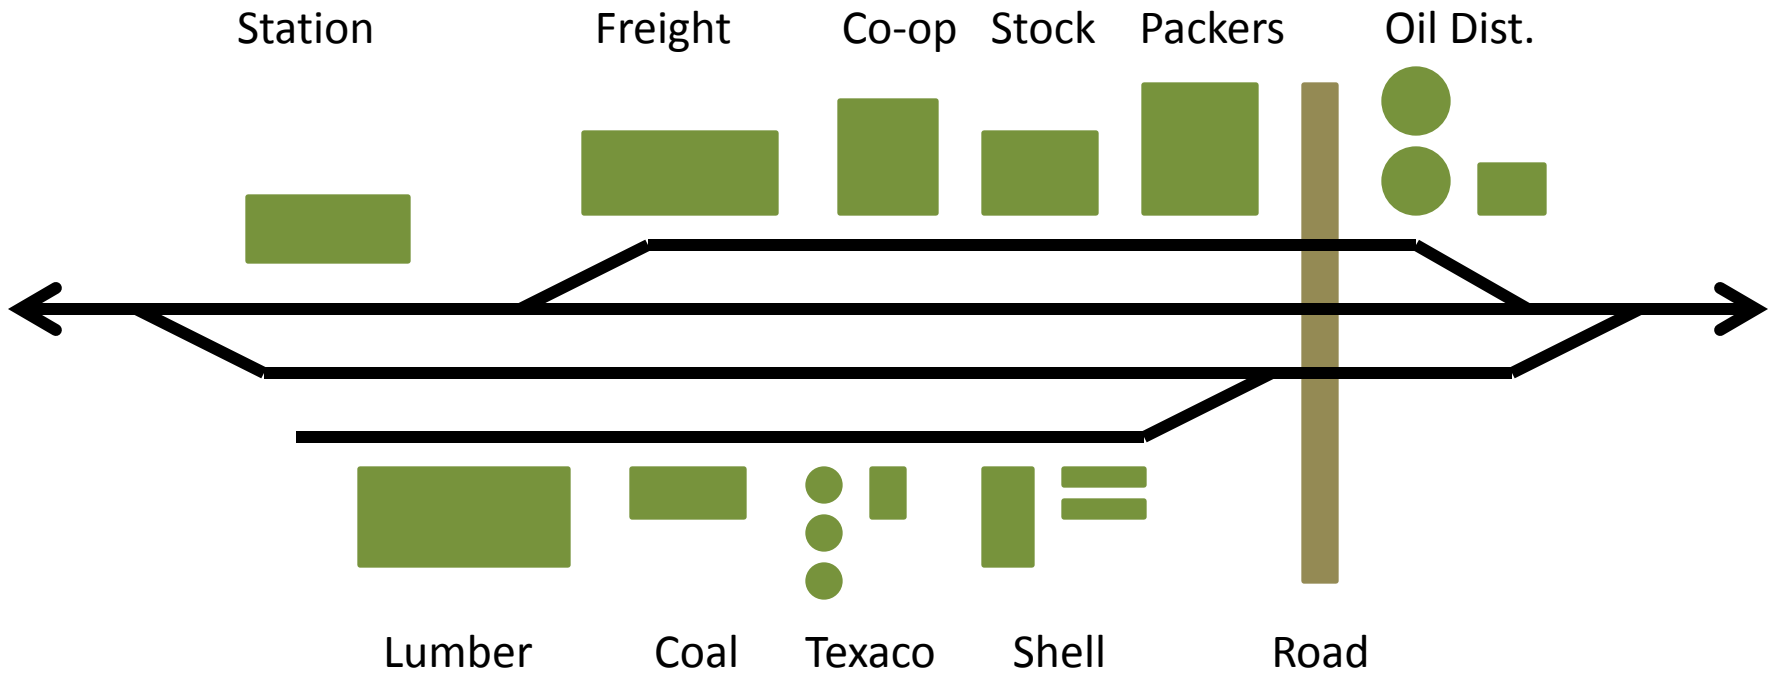 Station Freight Co-op Stock Packers Oil Dist.
Lumber Coal Texaco Shell Road